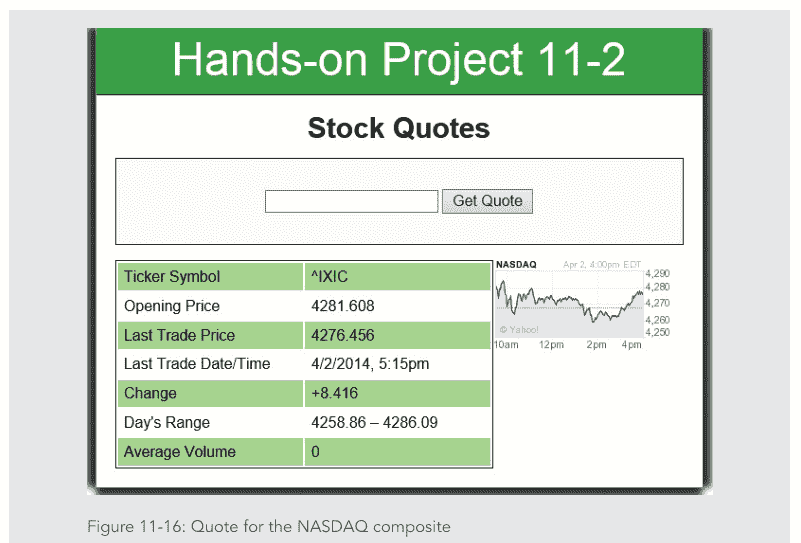 Hands-on Project 11-2
Stock Quotes
Get Quote
Ticker Symbol ^IXIC
Opening Price 4281.608
Last Trade Price 4276.456
Last Trade Date/Time 4/2/2014, 5:15pm
Change +8.416
Day's Range 4258.86 – 4286.09
Average Volume 0
NASDAQ Apr 2, 4:00pm EDT
4,290
4,280
4,270
4,260
4,250
© Yahoo!
10am 12pm 2pm 4pm
Figure 11-16: Quote for the NASDAQ composite